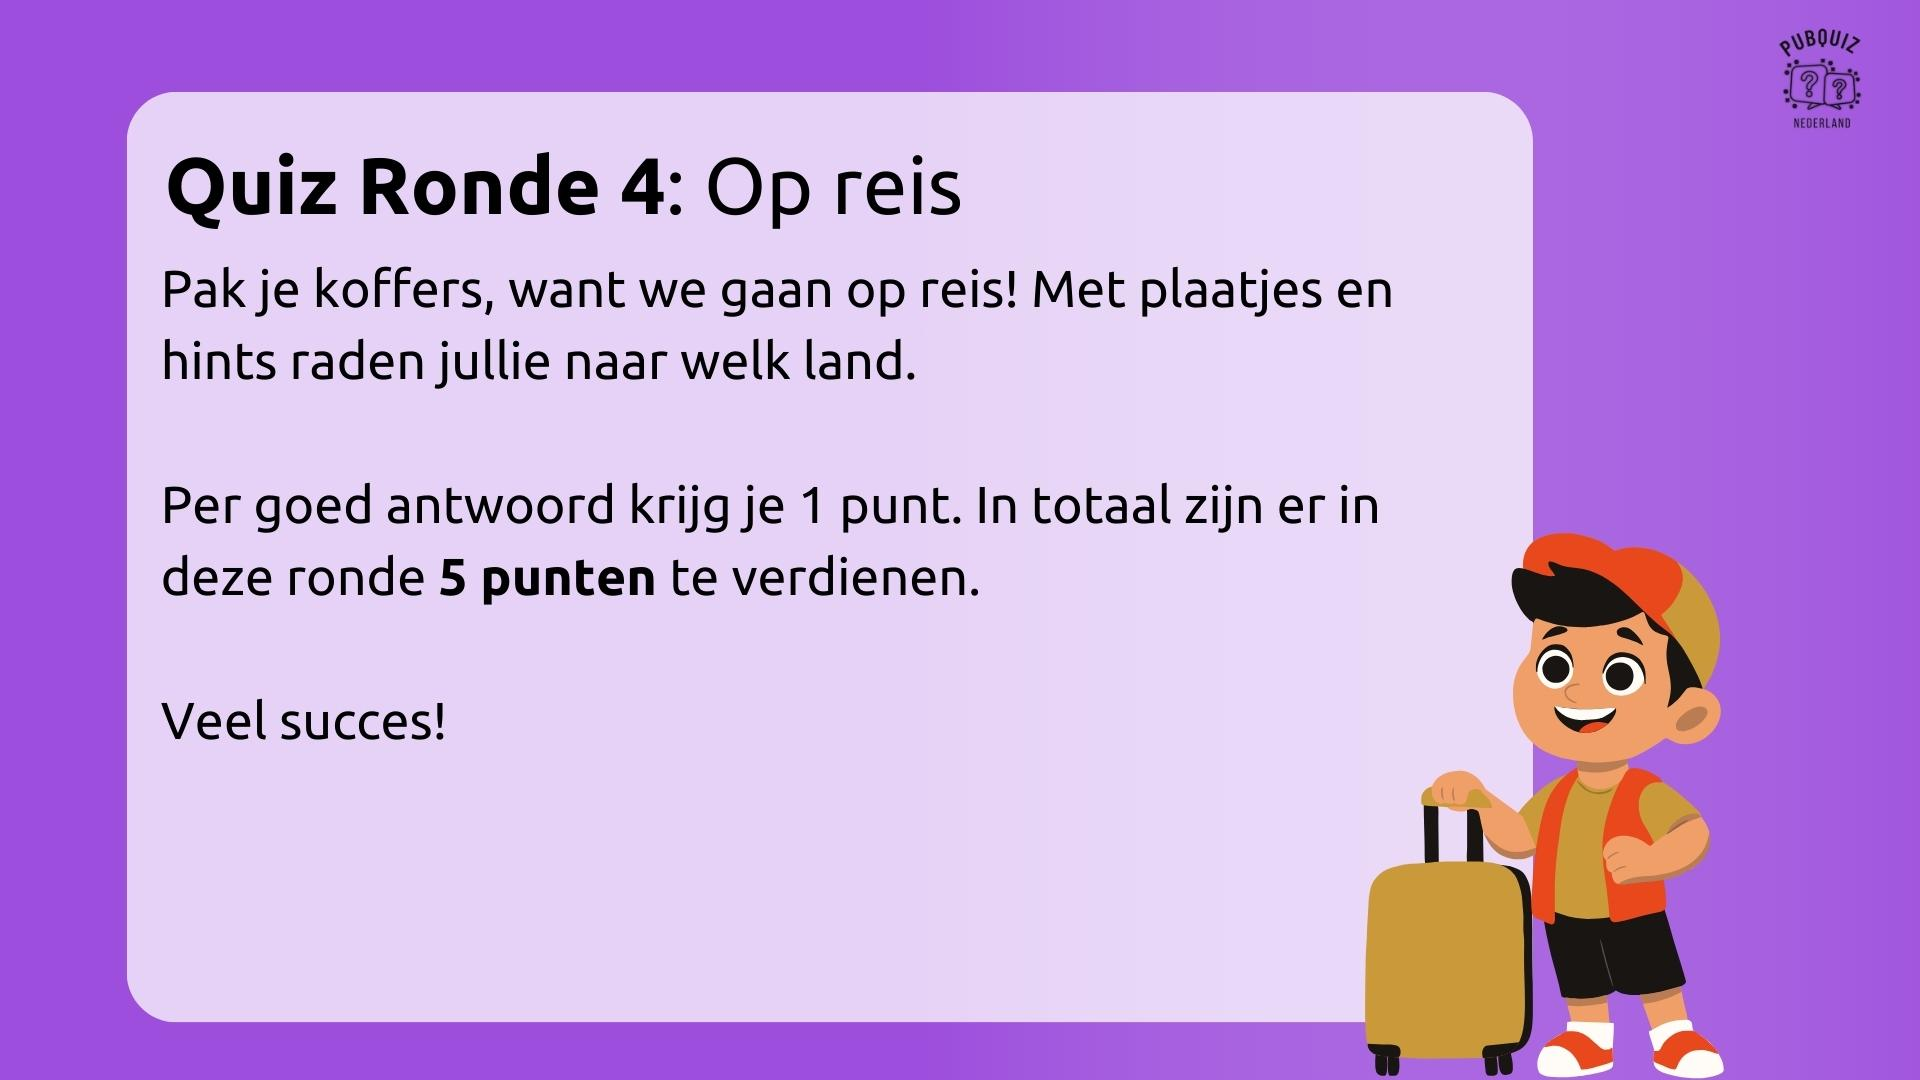 PUBQUIZ
? ?
NEDERLAND
Quiz Ronde 4: Op reis
Pak je koffers, want we gaan op reis! Met plaatjes en
hints raden jullie naar welk land.
Per goed antwoord krijg je 1 punt. In totaal zijn er in
deze ronde 5 punten te verdienen.
Veel succes!